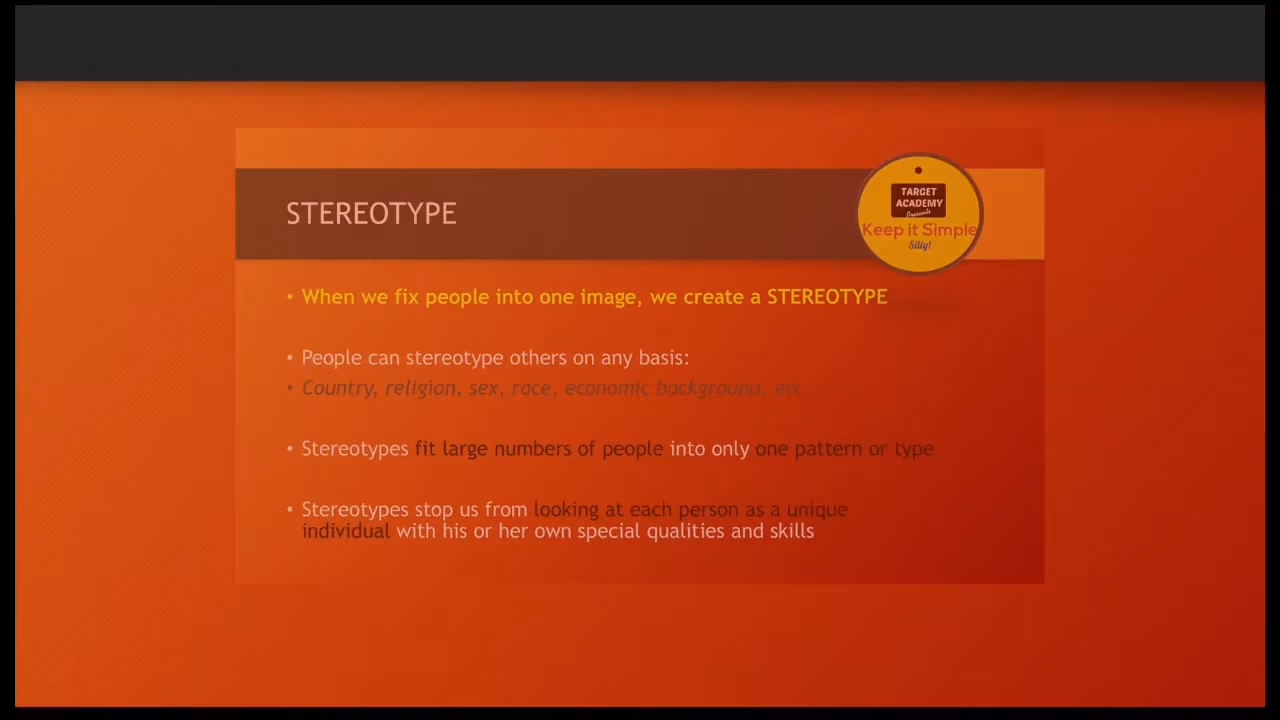 STEREOTYPE
TARGET
ACADEMY
Presents
Keep it Simple
Silly!
• When we fix people into one image, we create a STEREOTYPE
• People can stereotype others on any basis:
• Country, religion, sex, race, economic background, etc
• Stereotypes fit large numbers of people into only one pattern or type
• Stereotypes stop us from looking at each person as a unique
individual with his or her own special qualities and skills